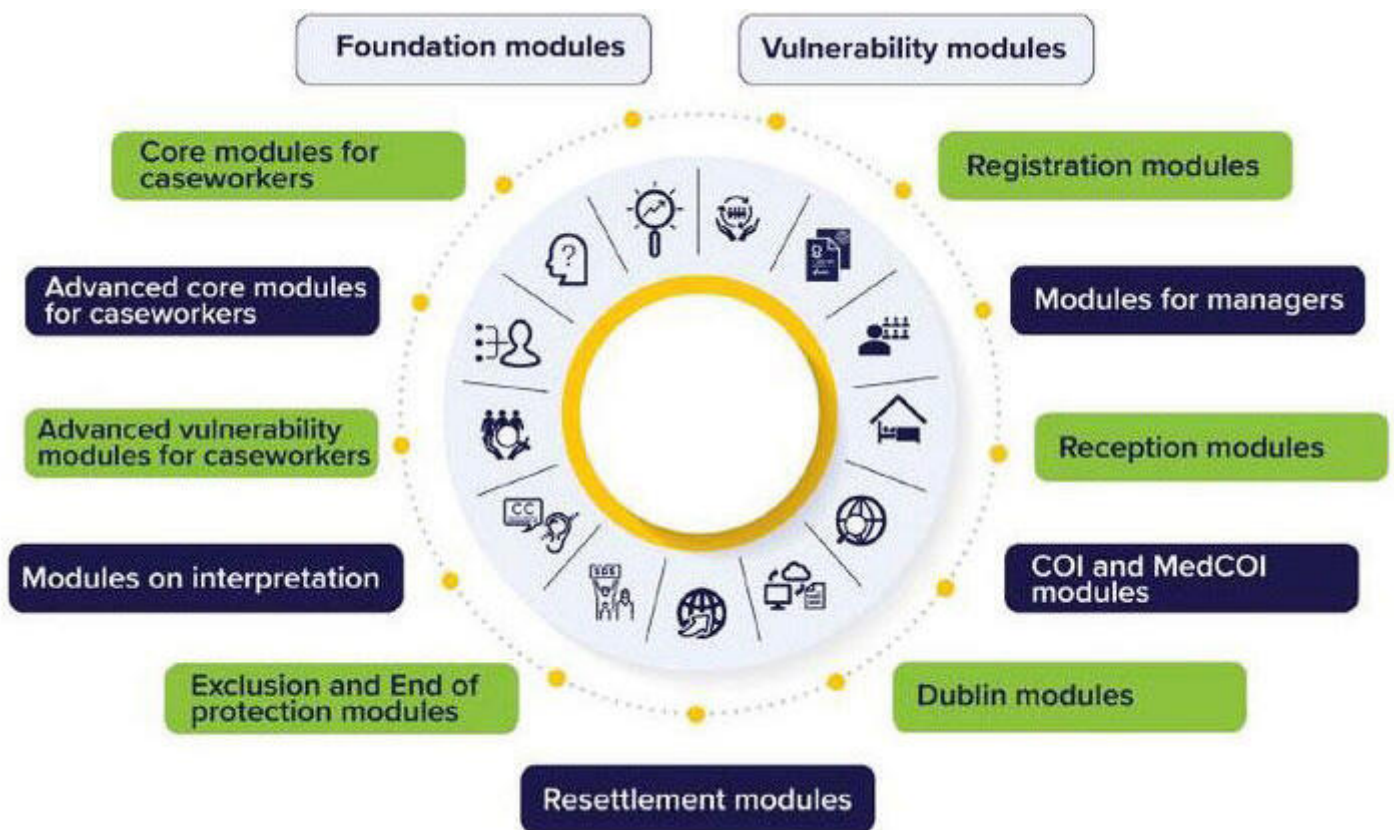 Foundation modules
Vulnerability modules
Core modules for
caseworkers
Registration modules
Advanced core modules
for caseworkers
Modules for managers
Advanced vulnerability
modules for caseworkers
Reception modules
CC
Modules on interpretation
COI and MedCOI
modules
Exclusion and End of
protection modules
Dublin modules
Resettlement modules